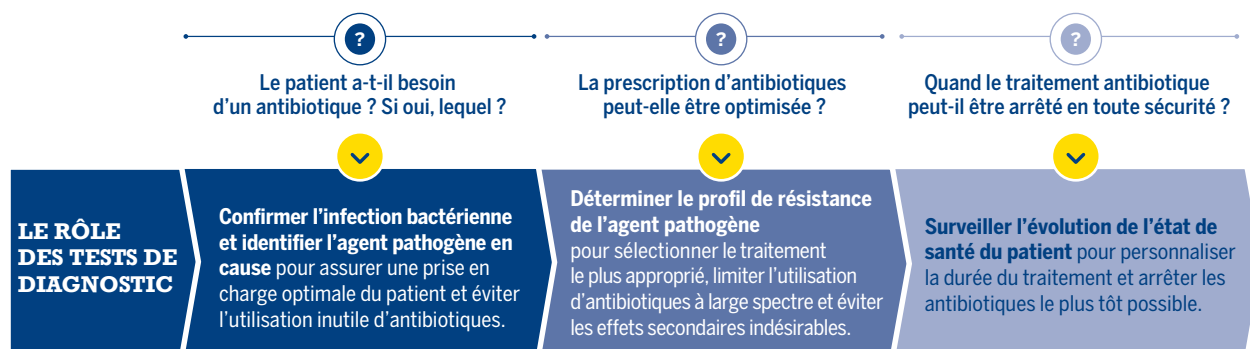 ?
Le patient a-t-il besoin
d'un antibiotique ? Si oui, lequel ?
?
La prescription d'antibiotiques
peut-elle être optimisée ?
?
Quand le traitement antibiotique
peut-il être arrêté en toute sécurité ?
LE RÔLE
DES TESTS DE
DIAGNOSTIC
Confirmer l'infection bactérienne
et identifier l'agent pathogène en
cause pour assurer une prise en
charge optimale du patient et éviter
l'utilisation inutile d'antibiotiques.
Déterminer le profil de résistance
de l'agent pathogène
pour sélectionner le traitement
le plus approprié, limiter l'utilisation
d'antibiotiques à large spectre et éviter
les effets secondaires indésirables.
Surveiller l'évolution de l'état de
santé du patient pour personnaliser
la durée du traitement et arrêter les
antibiotiques le plus tôt possible.